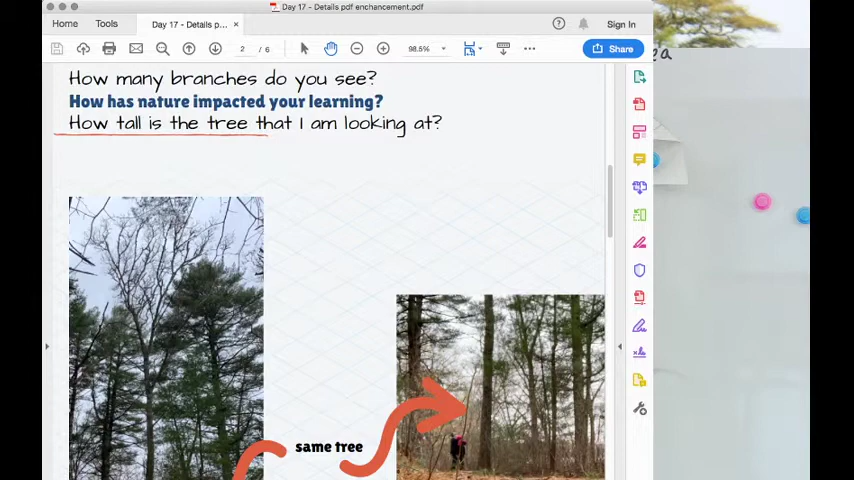 Day 17 - Details pdf enchancement.pdf
Home
Tools
Day 17 - Details p...
×
?
Sign In
2 / 6
98.5%
Share
How many branches do you see?
How has nature impacted your learning?
How tall is the tree that I am looking at?
same tree
ea